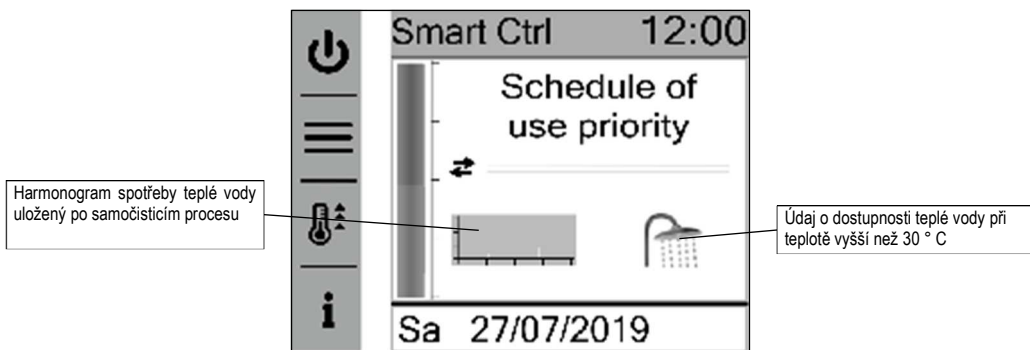 Smart Ctrl 12:00
Schedule of
use priority
Harmonogram spotřeby teplé vody
uložený po samočisticím procesu
Údaj o dostupnosti teplé vody při
teplotě vyšší než 30 ° C
i
Sa 27/07/2019